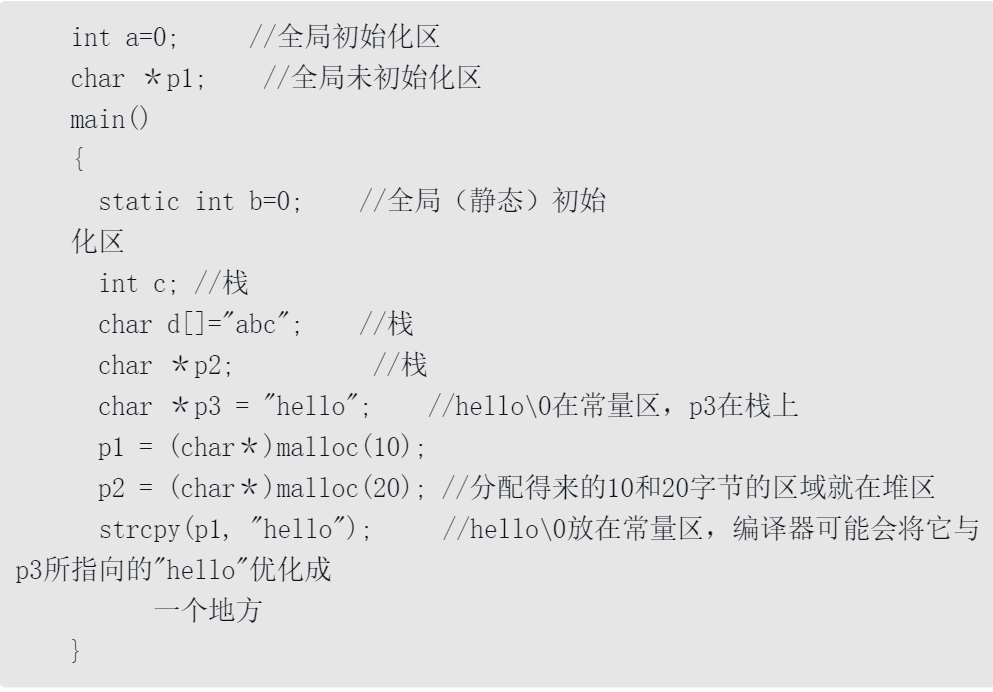 int a=0;     //全局初始化区
char *p1;    //全局未初始化区
main()
{
static int b=0;    //全局（静态）初始
化区
int c; //栈
char d[]="abc";    //栈
char *p2;          //栈
char *p3 = "hello";    //hello\0在常量区，p3在栈上
p1 = (char*)malloc(10);
p2 = (char*)malloc(20); //分配得来的10和20字节的区域就在堆区
strcpy(p1, "hello");     //hello\0放在常量区，编译器可能会将它与
p3所指向的"hello"优化成
一个地方
}